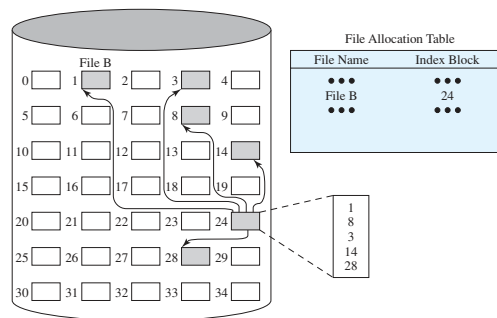 File B
0 1 2 3 4
5 6 7 8 9
10 11 12 13 14
15 16 17 18 19
20 21 22 23 24
25 26 27 28 29
30 31 32 33 34
File Allocation Table
File Name Index Block
••• •••
File B 24
••• •••
1
8
3
14
28